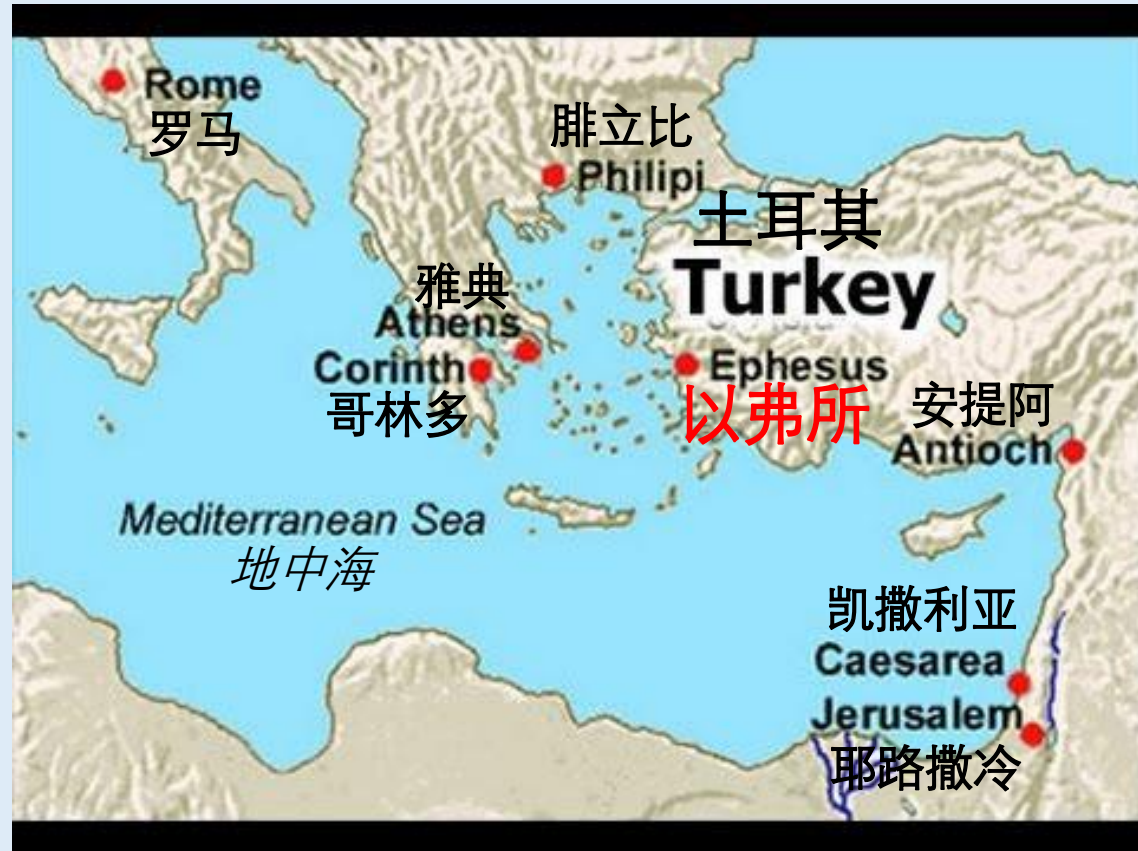 Rome
罗马
腓立比
Philipi
土耳其
Turkey
雅典
Athens
Corinth
哥林多
Ephesus
以弗所
安提阿
Antioch
Mediterranean Sea
地中海
凯撒利亚
Caesarea
Jerusalem
耶路撒冷